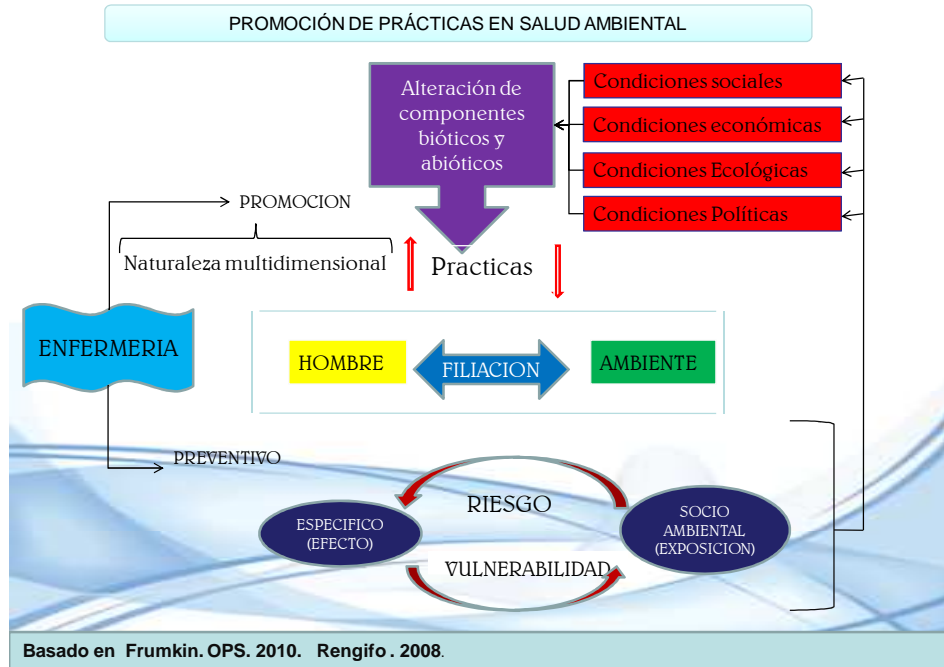 PROMOCIÓN DE PRÁCTICAS EN SALUD AMBIENTAL
Alteración de
componentes
bióticos y
abióticos
Condiciones sociales
Condiciones económicas
Condiciones Ecológicas
Condiciones Políticas
PROMOCION
Naturaleza multidimensional
Practicas
ENFERMERIA
HOMBRE
FILIACION
AMBIENTE
PREVENTIVO
RIESGO
ESPECIFICO
(EFECTO)
SOCIO
AMBIENTAL
(EXPOSICION)
VULNERABILIDAD
Basado en Frumkin. OPS. 2010. Rengifo . 2008.